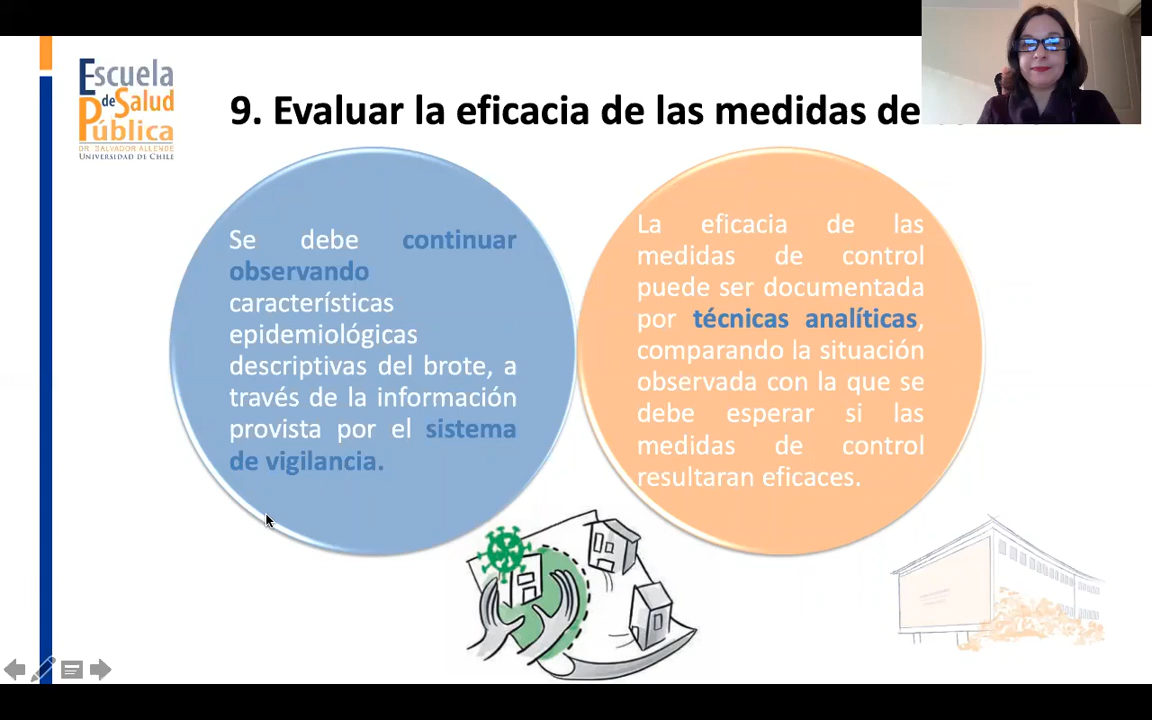 Escuela
de Salud
Pública
DR. SALVADOR ALLENDE
UNIVERSIDAD DE CHILE
9. Evaluar la eficacia de las medidas de
Se debe continuar
observando
características
epidemiológicas
descriptivas del brote, a
través de la información
provista por el sistema
de vigilancia.
La eficacia de las
medidas de control
puede ser documentada
por técnicas analíticas,
comparando la situación
observada con la que se
debe esperar si las
medidas de control
resultaran eficaces.